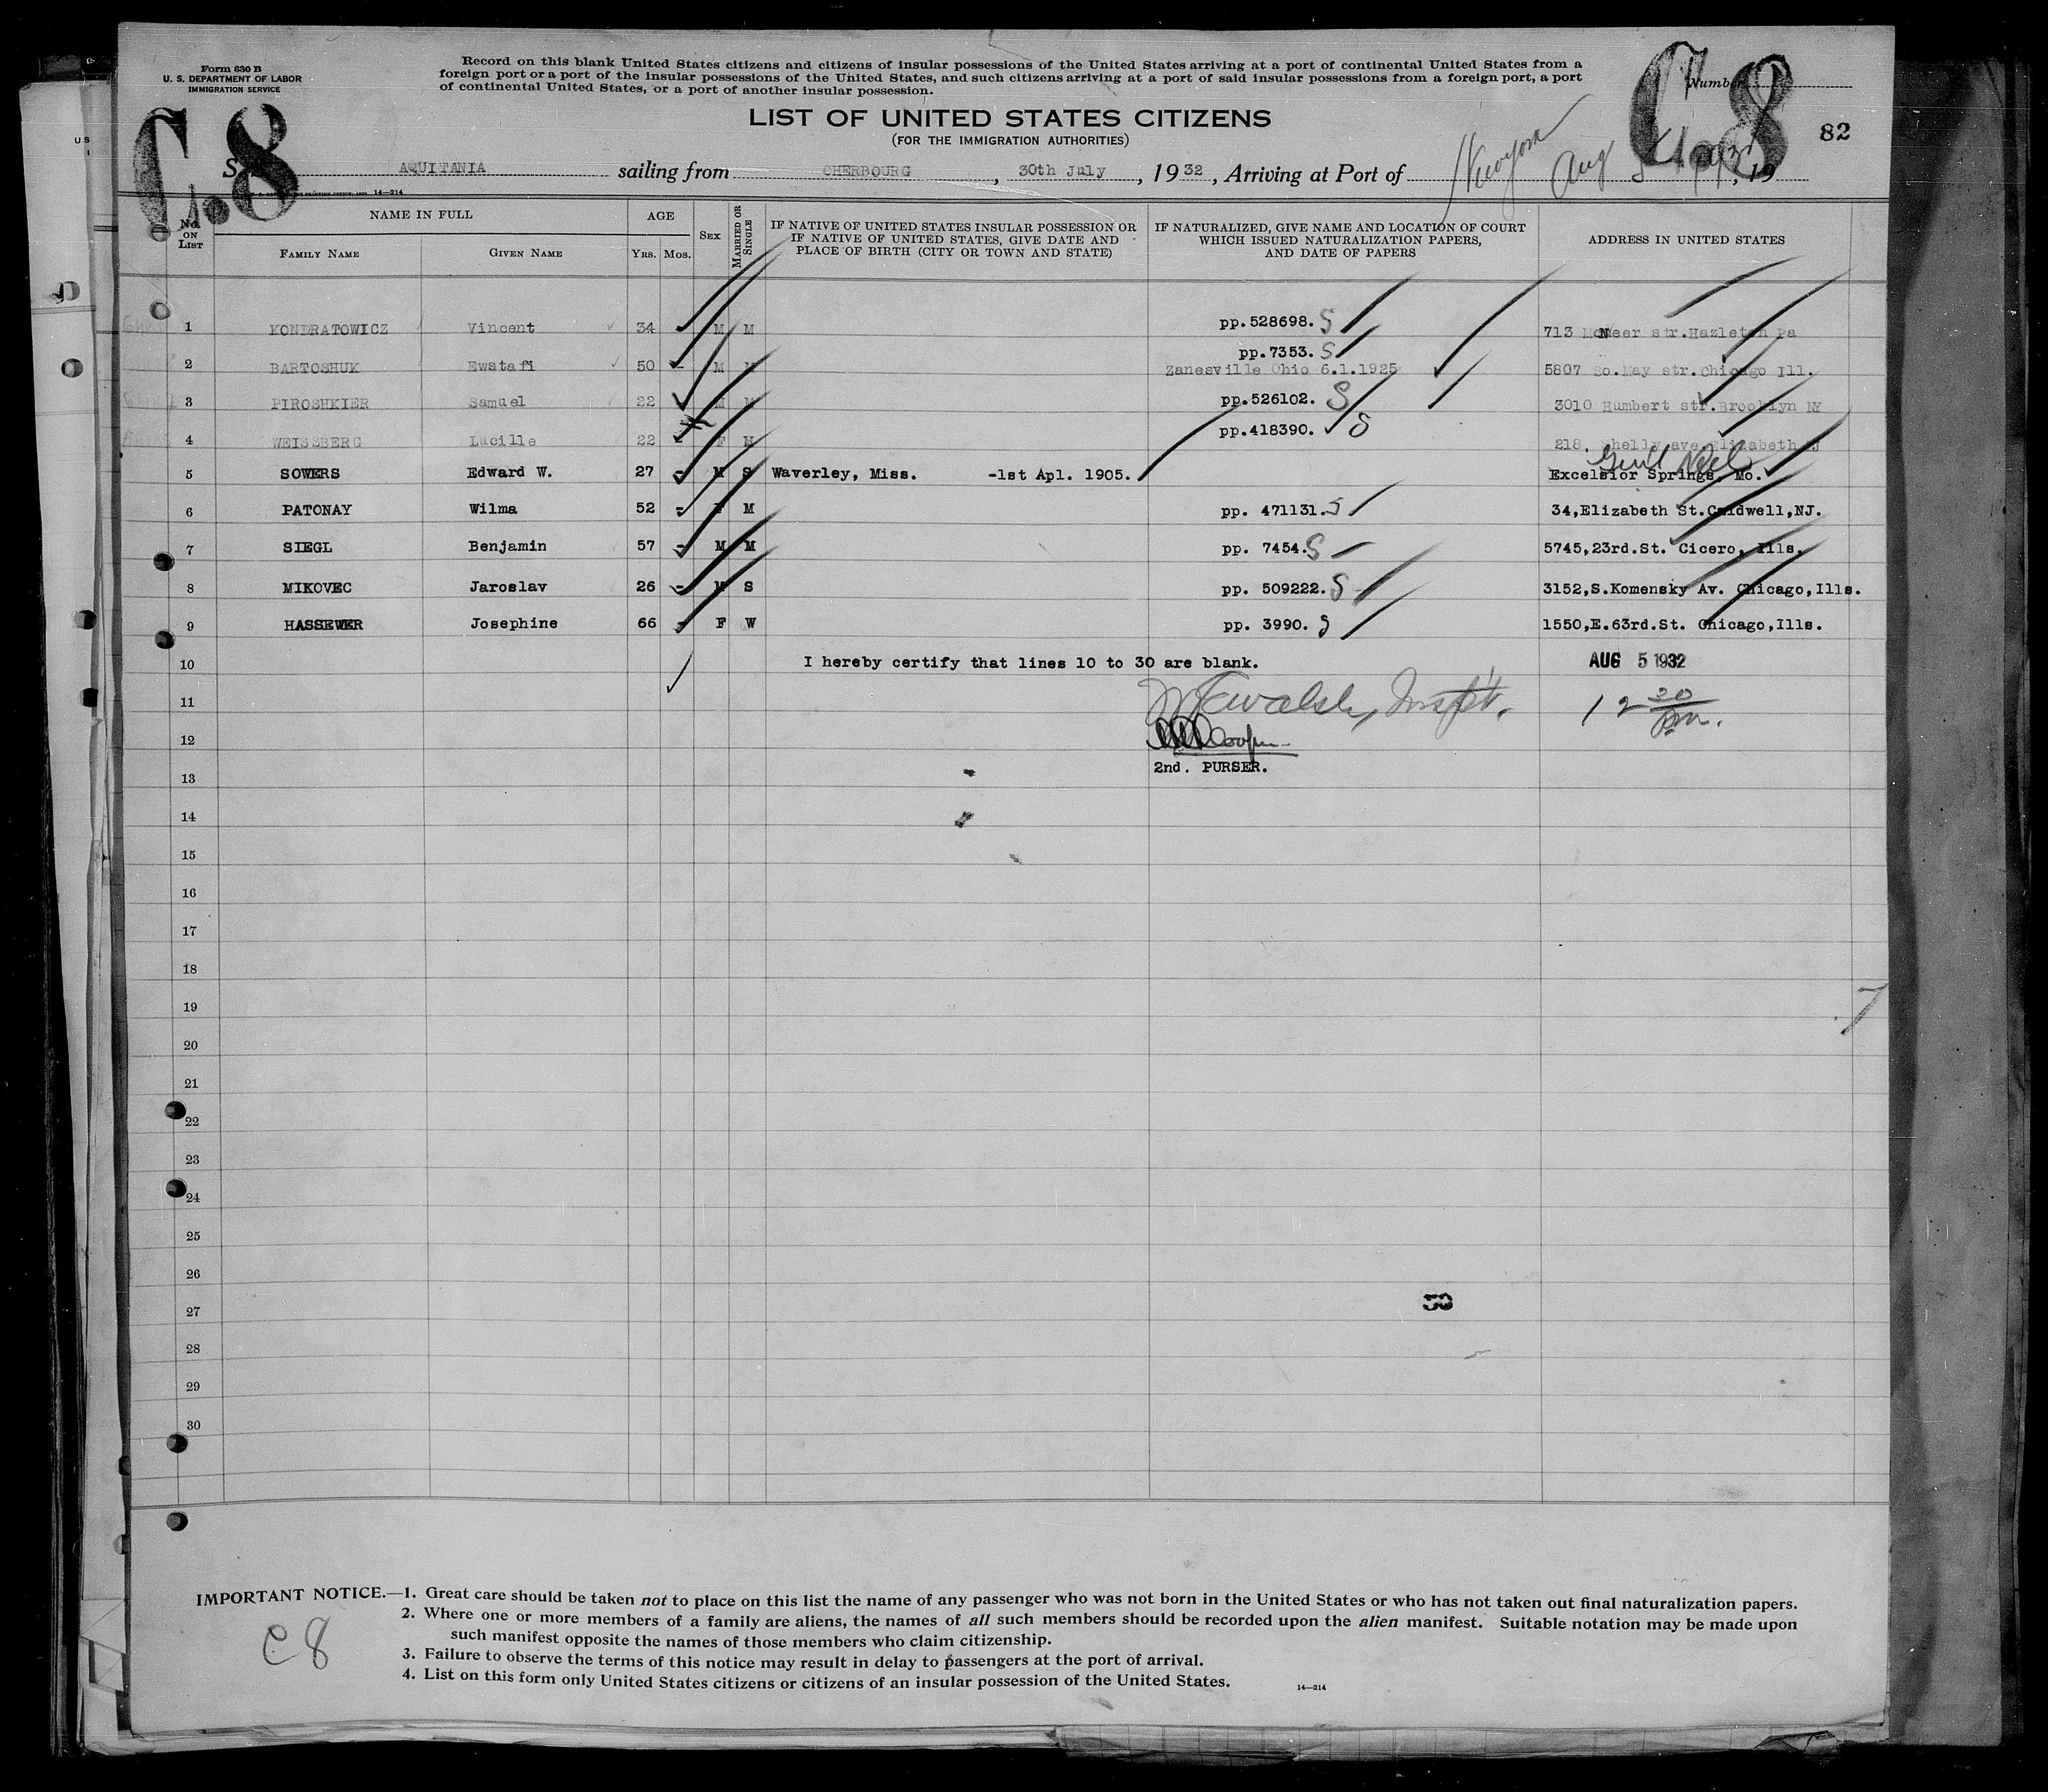 Form 630 B
U. S. DEPARTMENT OF LABOR
IMMIGRATION SERVICE
Record on this blank United States citizens and citizens of insular possessions of the United States arriving at a port of continental United States from a
foreign port or a port of the insular possessions of the United States, and such citizens arriving at a port of said insular possessions from a foreign port, a port
of continental United States, or a port of another insular possession.
Number
C.8
C.8
82
LIST OF UNITED STATES CITIZENS
(FOR THE IMMIGRATION AUTHORITIES)
S AQUITANIA sailing from CHERBOURG, 30th July, 1932, Arriving at Port of Newyork Aug 5th 1932, 19
14—214
No. ON LIST
NAME IN FULL
FAMILY NAME
GIVEN NAME
AGE
YRS. MOS.
SEX
MARRIED OR SINGLE
IF NATIVE OF UNITED STATES INSULAR POSSESSION OR
IF NATIVE OF UNITED STATES, GIVE DATE AND
PLACE OF BIRTH (CITY OR TOWN AND STATE)
IF NATURALIZED, GIVE NAME AND LOCATION OF COURT
WHICH ISSUED NATURALIZATION PAPERS,
AND DATE OF PAPERS
ADDRESS IN UNITED STATES
1 KONDRATOWICZ Vincent 34 M M pp.528698. S 713 str.Hazleton Pa
2 BARTOSHUK Ewstafi 50 - M M pp.7353. S Zanesville Ohio 6.1.1925 5807 So.May str.Chicago Ill.
3 PIROSHKIER Samuel 22 M M pp.526102. S 3010 Humbert str.Brooklyn NY
4 WEISSBERG Lucille 22 - F M pp.418390. S 218, Shelly ave Elizabeth NJ
Genl Del
5 SOWERS Edward W. 27 - M S Waverley, Miss. -1st Apl. 1905. Excelsior Springs, Mo.
6 PATONAY Wilma 52 - F M pp. 471131. S 34,Elizabeth St.Caldwell,NJ.
7 SIEGL Benjamin 57 - M M pp. 7454. S 5745,23rd.St. Cicero, Ills.
8 MIKOVEC Jaroslav 26 - M S pp. 509222. S 3152,S.Komensky Av. Chicago,Ills.
9 Josephine 66 - F W pp. 3990. S 1550,E.63rd.St. Chicago,Ills.
10 I hereby certify that lines 10 to 30 are blank. AUG 5 1932
11 Walsh, Inspt. 12 30 pm.
12
2nd. PURSER.
13
14
15
16
17
18
19
20
21
22
23
24
25
26
27
28
29
30
IMPORTANT NOTICE.—1. Great care should be taken not to place on this list the name of any passenger who was not born in the United States or who has not taken out final naturalization papers.
2. Where one or more members of a family are aliens, the names of all such members should be recorded upon the alien manifest. Suitable notation may be made upon
such manifest opposite the names of those members who claim citizenship.
3. Failure to observe the terms of this notice may result in delay to passengers at the port of arrival.
4. List on this form only United States citizens or citizens of an insular possession of the United States.
14—214
C 8